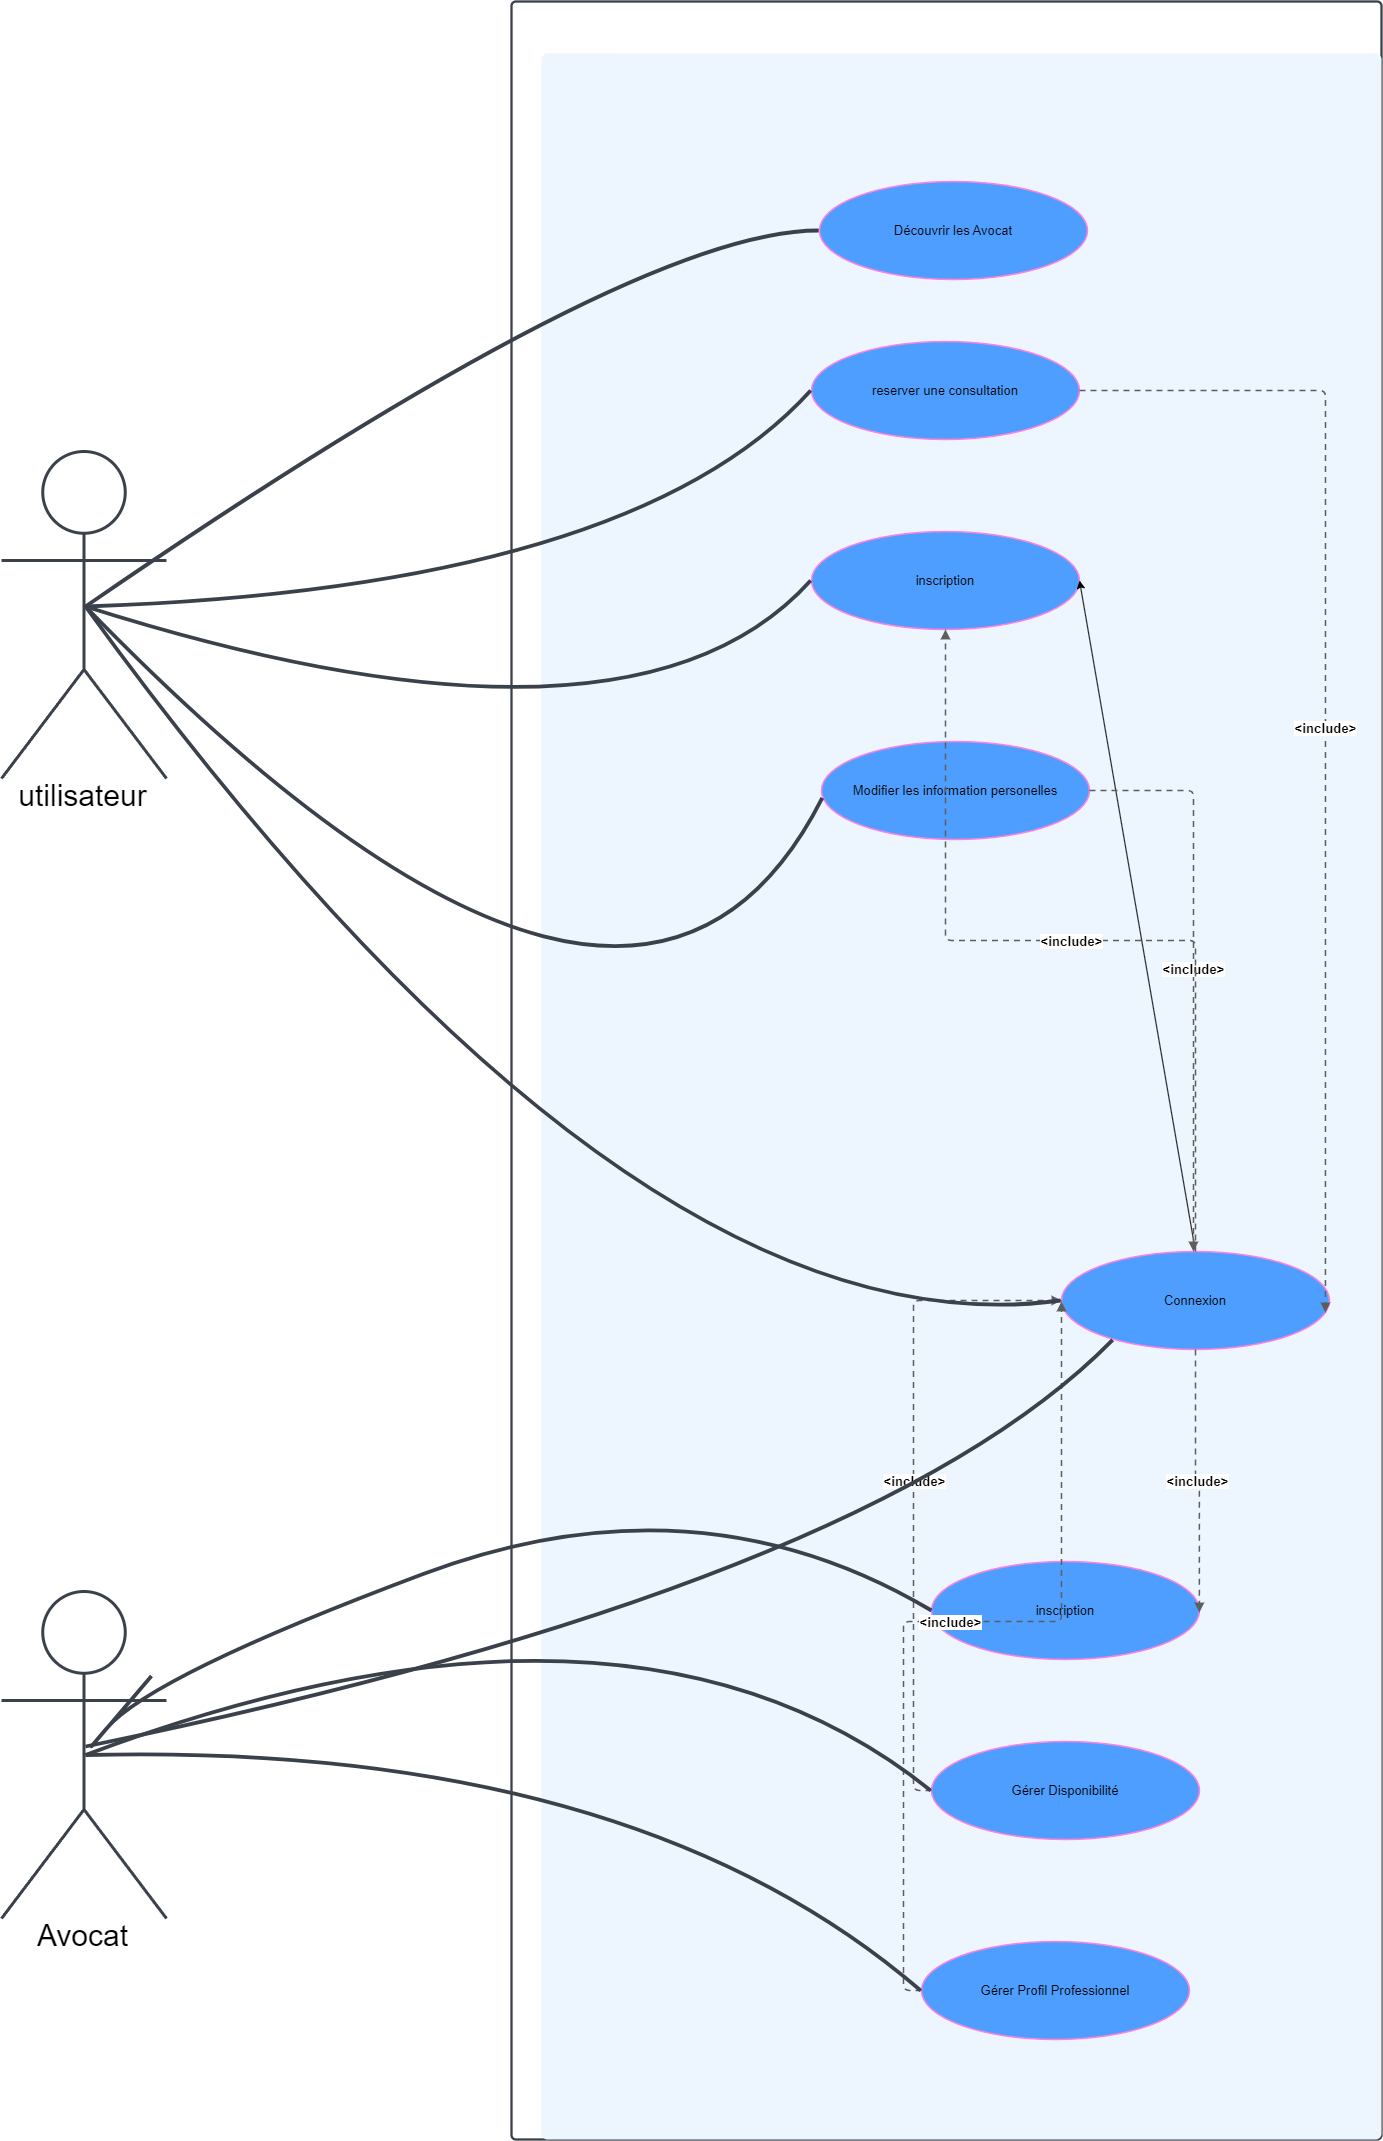 Découvrir les Avocat
reserver une consultation
inscription
<include>
Modifier les information personelles
utilisateur
<include>
<include>
Connexion
<include>
<include>
inscription
<include>
Gérer Disponibilité
Avocat
Gérer Profil Professionnel